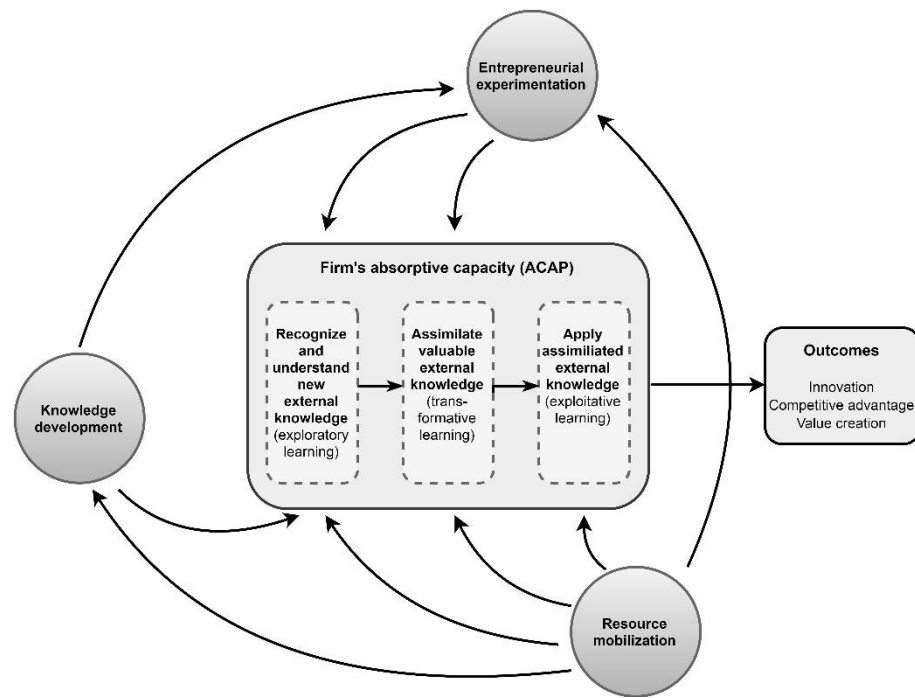 Entrepreneurial
experimentation
Firm's absorptive capacity (ACAP)
Recognize
and
understand
new
external
knowledge
(exploratory
learning)
Assimilate
valuable
external
knowledge
(trans-
formative
learning)
Apply
assimiliated
external
knowledge
(exploitative
learning)
Outcomes
Innovation
Competitive advantage
Value creation
Knowledge
development
Resource
mobilization